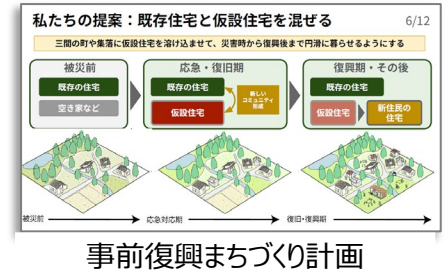 私たちの提案：既存住宅と仮設住宅を混ぜる
6/12
三間の町や集落に仮設住宅を溶け込ませて、災害時から復興後まで円滑に暮らせるようにする
被災前
応急・復旧期
復興期・その後
既存の住宅
空き家など
既存の住宅
仮設住宅
新しい
コミュニティ
形成
既存の住宅
仮設住宅
新住民の
住宅
被災前
応急対応期
復旧・復興期
事前復興まちづくり計画